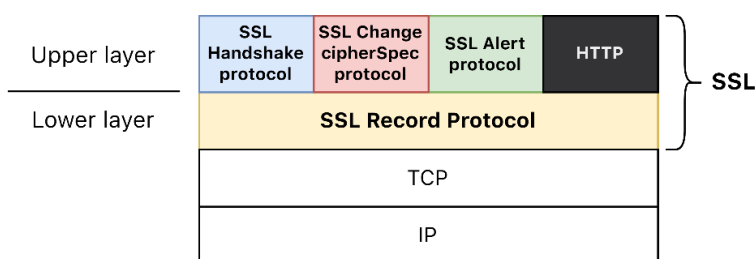 Upper layer
SSL
Handshake
protocol
SSL Change
cipherSpec
protocol
SSL Alert
protocol
HTTP
SSL
Lower layer
SSL Record Protocol
TCP
IP